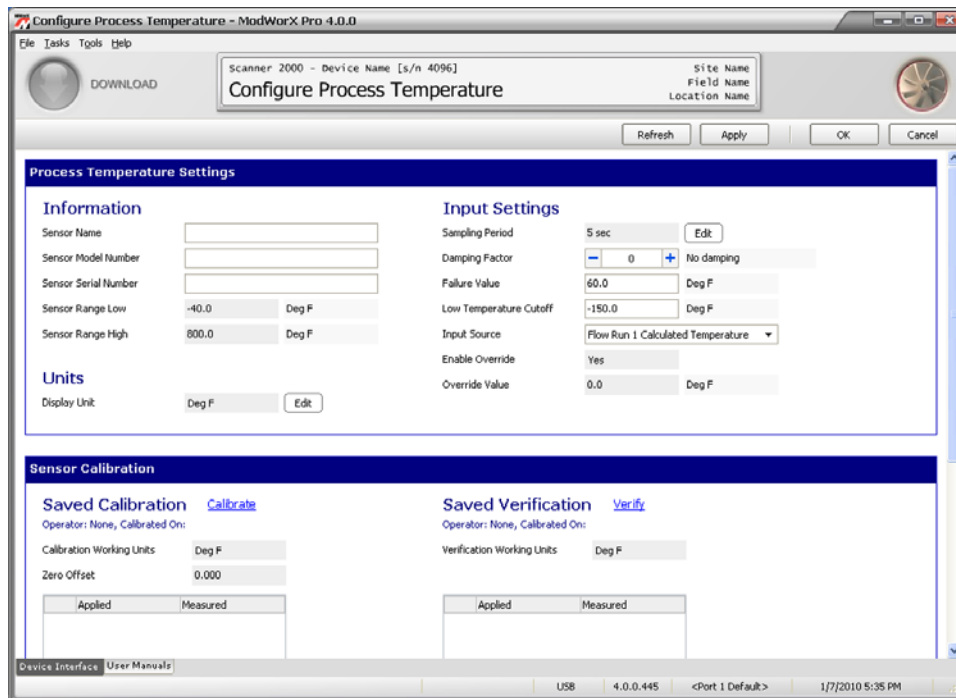 Configure Process Temperature - ModWorX Pro 4.0.0
File Tasks Tools Help
DOWNLOAD
Scanner 2000 - Device Name [s/n 4096]
Configure Process Temperature
Site Name
Field Name
Location Name
Refresh Apply OK Cancel
Process Temperature Settings
Information
Sensor Name
Sensor Model Number
Sensor Serial Number
Sensor Range Low -40.0 Deg F
Sensor Range High 800.0 Deg F
Units
Display Unit Deg F Edit
Input Settings
Sampling Period 5 sec Edit
Damping Factor − 0 + No damping
Failure Value 60.0 Deg F
Low Temperature Cutoff -150.0 Deg F
Input Source Flow Run 1 Calculated Temperature
Enable Override Yes
Override Value 0.0 Deg F
Sensor Calibration
Saved Calibration Calibrate
Operator: None, Calibrated On:
Calibration Working Units Deg F
Zero Offset 0.000
Applied Measured
Saved Verification Verify
Operator: None, Calibrated On:
Verification Working Units Deg F
Applied Measured
Device Interface User Manuals
USB 4.0.0.445 <Port 1 Default> 1/7/2010 5:35 PM